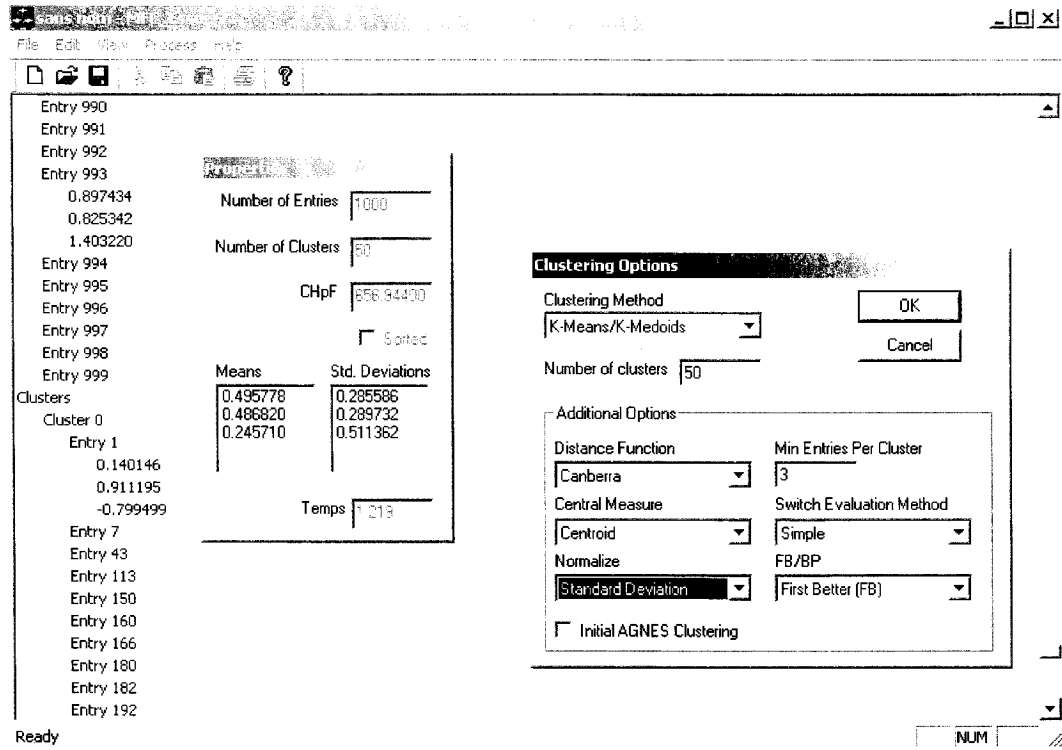 sans nom - MFC
File Edit View Process Help
Entry 990
Entry 991
Entry 992
Entry 993
0.897434
0.825342
1.403220
Entry 994
Entry 995
Entry 996
Entry 997
Entry 998
Entry 999
Clusters
Cluster 0
Entry 1
0.140146
0.911195
-0.799499
Entry 7
Entry 43
Entry 113
Entry 150
Entry 160
Entry 166
Entry 180
Entry 182
Entry 192
Number of Entries 1000
Number of Clusters 50
CHpF 656.94400
Sorted
Means Std. Deviations
0.495778 0.285586
0.486820 0.289732
0.245710 0.511362
Temps 1.219
Clustering Options
Clustering Method
K-Means/K-Medoids
OK
Cancel
Number of clusters 50
Additional Options
Distance Function Min Entries Per Cluster
Canberra 3
Central Measure Switch Evaluation Method
Centroid Simple
Normalize FB/BP
Standard Deviation First Better (FB)
Initial AGNES Clustering
Ready NUM